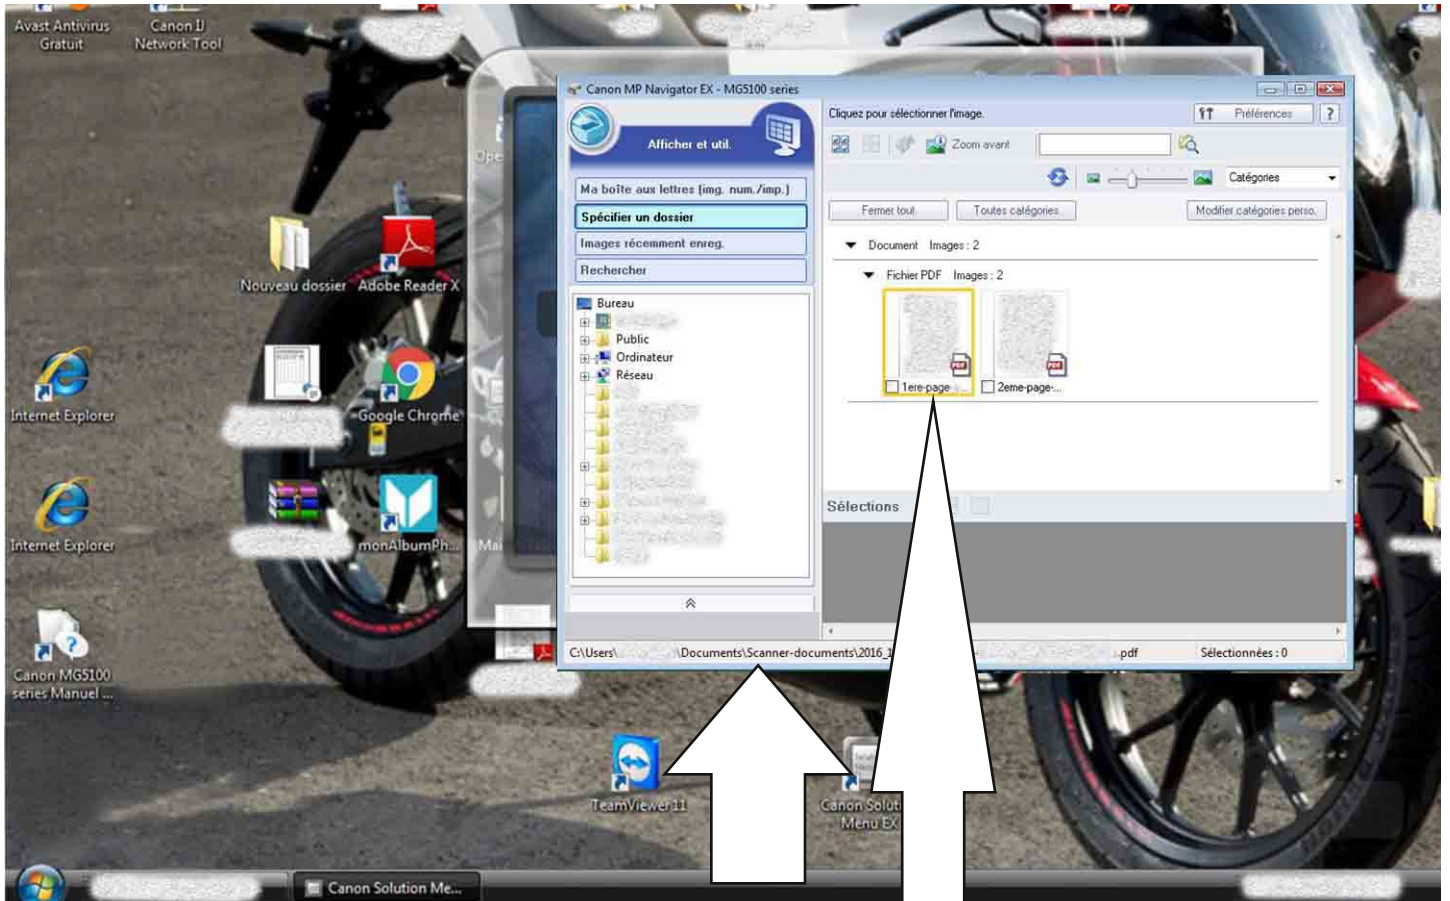 Avast Antivirus
Gratuit
Canon IJ
Network Tool
Nouveau dossier
Adobe Reader X
Internet Explorer
Google Chrome
Internet Explorer
monAlbumPh...
Canon MG5100
series Manuel ...
TeamViewer 11
Menu EX
Canon Solution Me...
Canon MP Navigator EX - MG5100 series
Afficher et util.
Ma boîte aux lettres (img. num./imp.)
Spécifier un dossier
Images récemment enreg.
Rechercher
Bureau
Public
Ordinateur
Réseau
Cliquez pour sélectionner l'image.
Préférences
?
Zoom avant
Catégories
Fermer tout
Toutes catégories
Modifier catégories perso.
Document Images : 2
Fichier PDF Images : 2
PDF
PDF
1ere-page
2eme-page-...
Sélections
C:\Users\ \Documents\Scanner-documents\2016_1 .pdf
Sélectionnées : 0